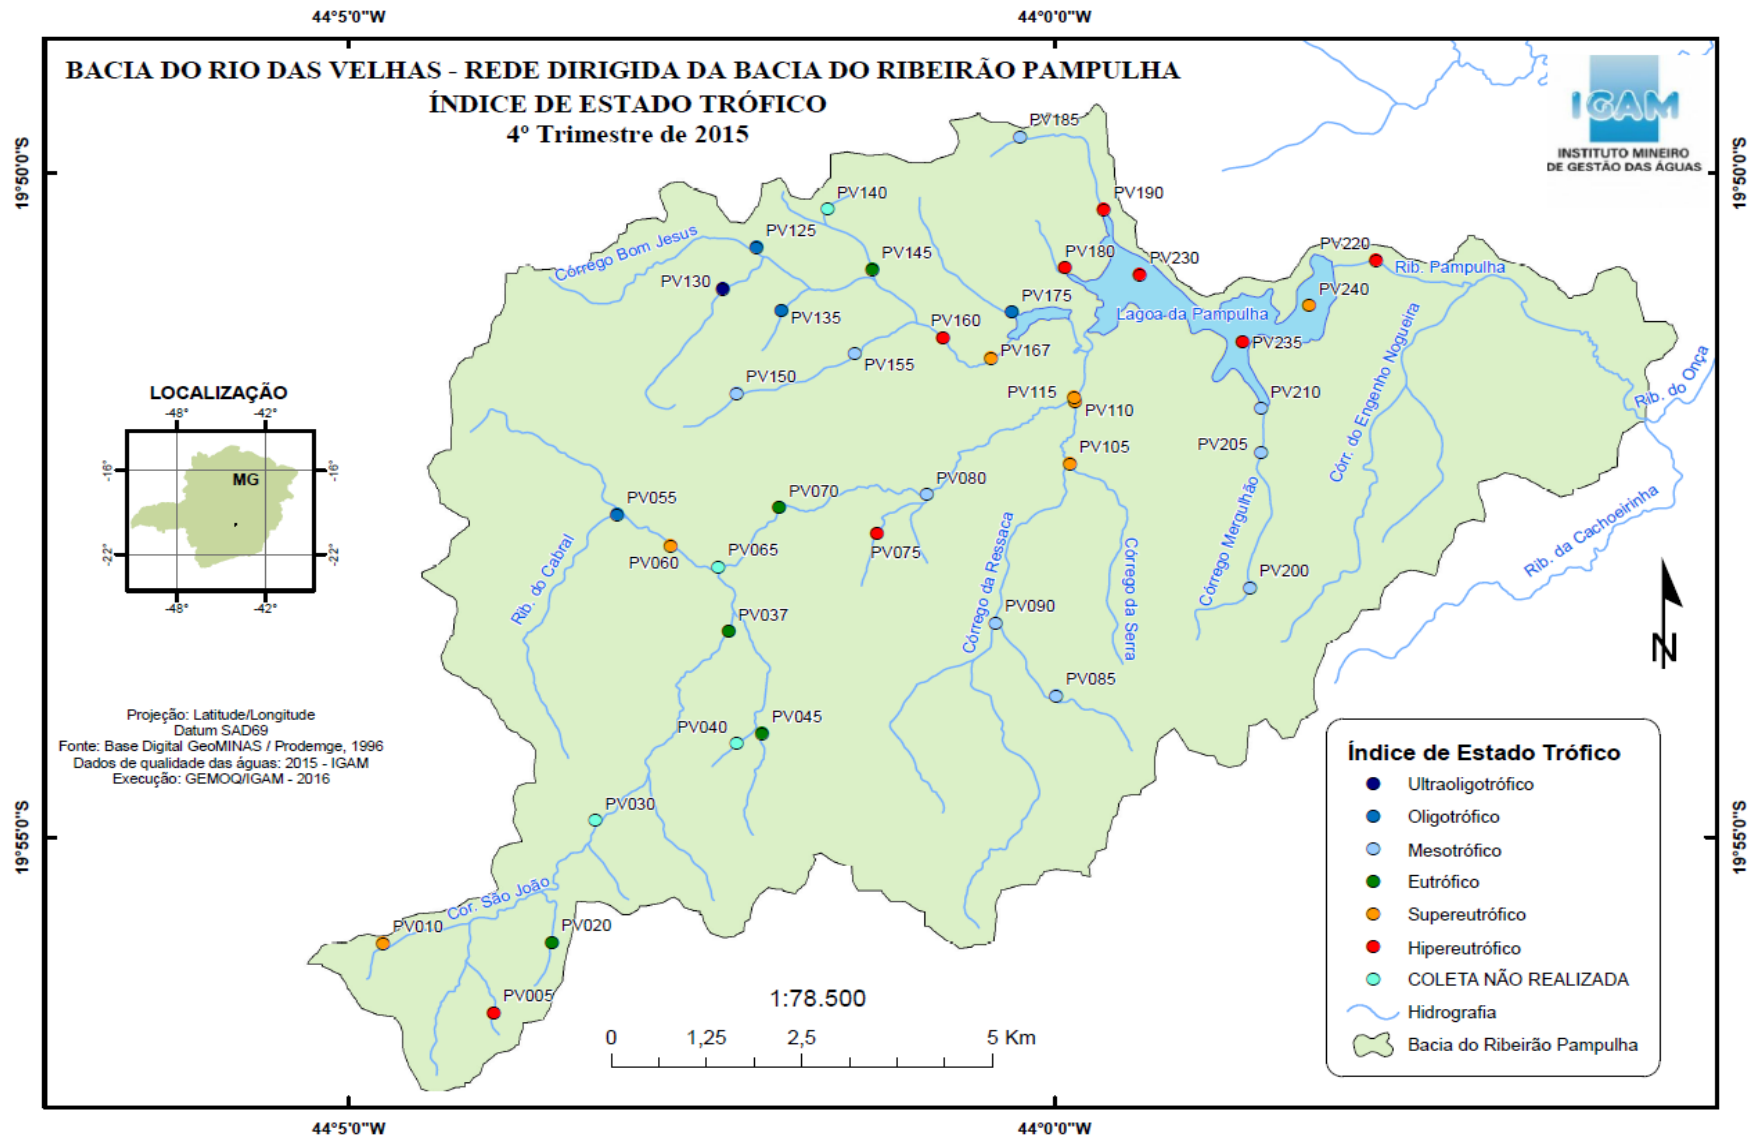 44°5'0"W
44°0'0"W
BACIA DO RIO DAS VELHAS - REDE DIRIGIDA DA BACIA DO RIBEIRÃO PAMPULHA
ÍNDICE DE ESTADO TRÓFICO
4º Trimestre de 2015
IGAM
INSTITUTO MINEIRO
DE GESTÃO DAS ÁGUAS
19°50'0"S
19°50'0"S
PV185
PV140
PV190
PV125
Córrego Bom Jesus
PV145
PV180
PV230
PV220
Rib. Pampulha
PV130
PV240
PV175
PV135
Lagoa da Pampulha
PV160
PV167
PV235
PV155
PV150
PV115
PV110
PV210
Córr. do Engenho Nogueira
Rib. do Onça
PV105
PV205
LOCALIZAÇÃO
-48°
-42°
-16°
-16°
MG
-22°
-22°
-48°
-42°
PV055
PV070
PV080
PV060
PV065
PV075
Rib. do Cabral
Córrego da Ressaca
Córrego da Serra
Córrego Mergulhão
Rib. da Cachoeirinha
PV200
PV037
PV090
N
PV085
PV040
PV045
Projeção: Latitude/Longitude
Datum SAD69
Fonte: Base Digital GeoMINAS / Prodemge, 1996
Dados de qualidade das águas: 2015 - IGAM
Execução: GEMOQ/IGAM - 2016
PV030
19°55'0"S
19°55'0"S
Cor. São João
PV010
PV020
PV005
1:78.500
0
1,25
2,5
5 Km
Índice de Estado Trófico
Ultraoligotrófico
Oligotrófico
Mesotrófico
Eutrófico
Supereutrófico
Hipereutrófico
COLETA NÃO REALIZADA
Hidrografia
Bacia do Ribeirão Pampulha
44°5'0"W
44°0'0"W